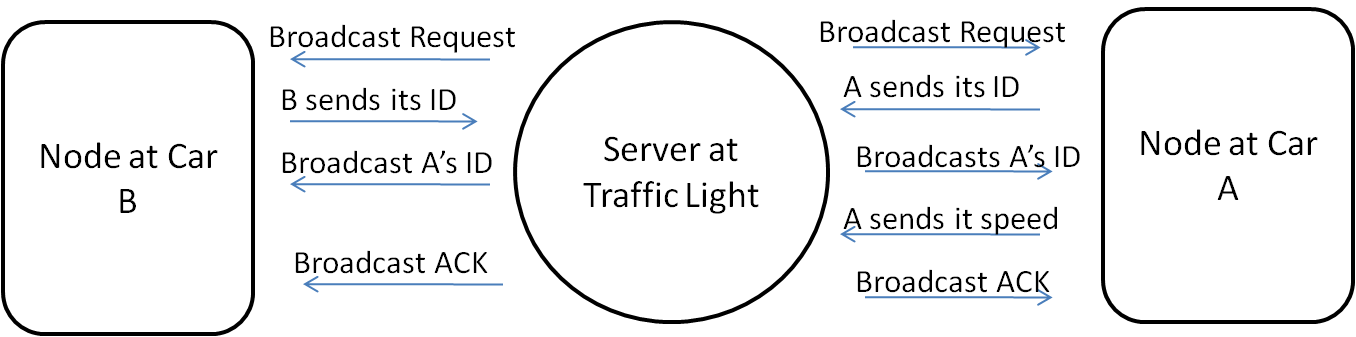 Node at Car
B
Broadcast Request
B sends its ID
Broadcast A's ID
Broadcast ACK
Server at
Traffic Light
Broadcast Request
A sends its ID
Broadcasts A's ID
A sends it speed
Broadcast ACK
Node at Car
A